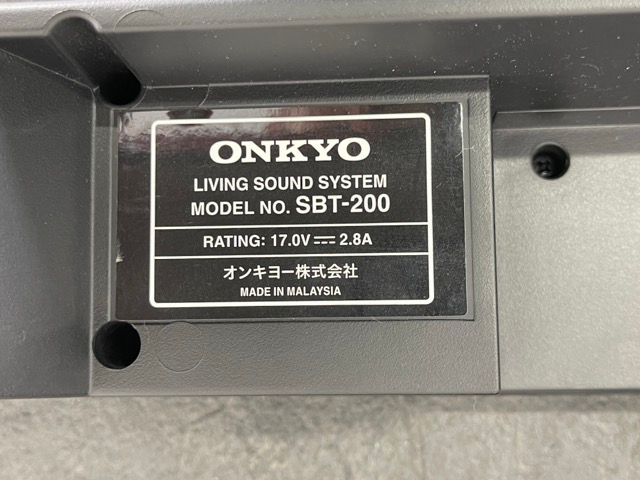 ONKYO
LIVING SOUND SYSTEM
MODEL NO. SBT-200
RATING: 17.0V ⎓ 2.8A
オンキヨー株式会社
MADE IN MALAYSIA